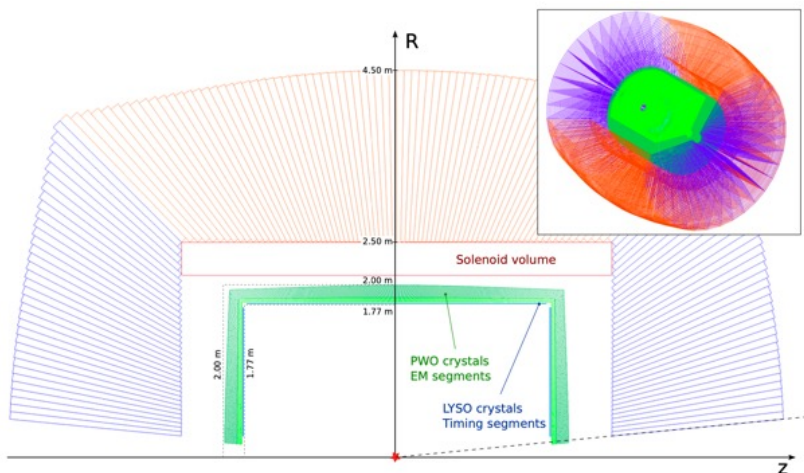 R
4.50 m
2.50 m
Solenoid volume
2.00 m
1.77 m
2.00 m
1.77 m
PWO crystals
EM segments
LYSO crystals
Timing segments
Z